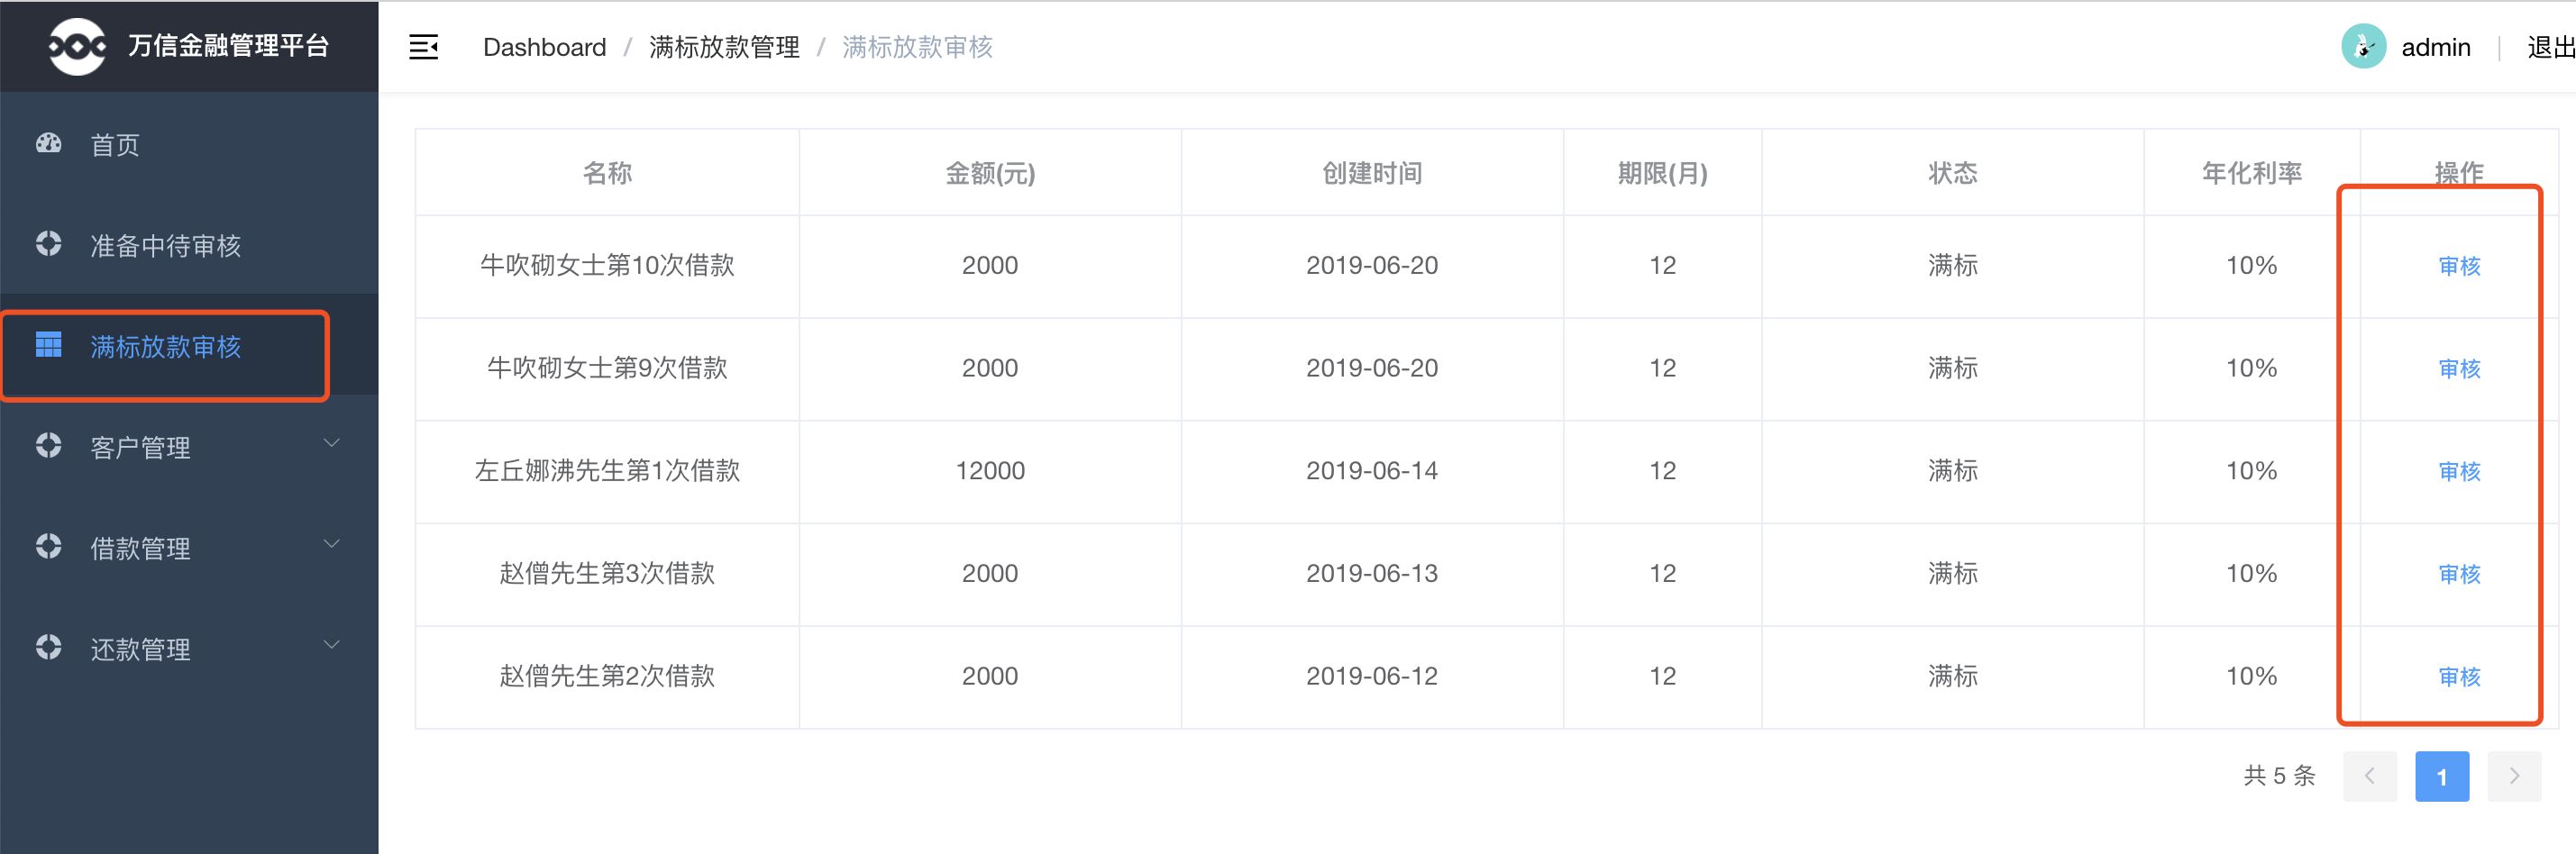 万信金融管理平台
Dashboard / 满标放款管理 / 满标放款审核
admin | 退出
首页
准备中待审核
满标放款审核
客户管理
借款管理
还款管理
名称 金额(元) 创建时间 期限(月) 状态 年化利率 操作
牛吹砌女士第10次借款 2000 2019-06-20 12 满标 10% 审核
牛吹砌女士第9次借款 2000 2019-06-20 12 满标 10% 审核
左丘娜沸先生第1次借款 12000 2019-06-14 12 满标 10% 审核
赵僧先生第3次借款 2000 2019-06-13 12 满标 10% 审核
赵僧先生第2次借款 2000 2019-06-12 12 满标 10% 审核
共 5 条 1